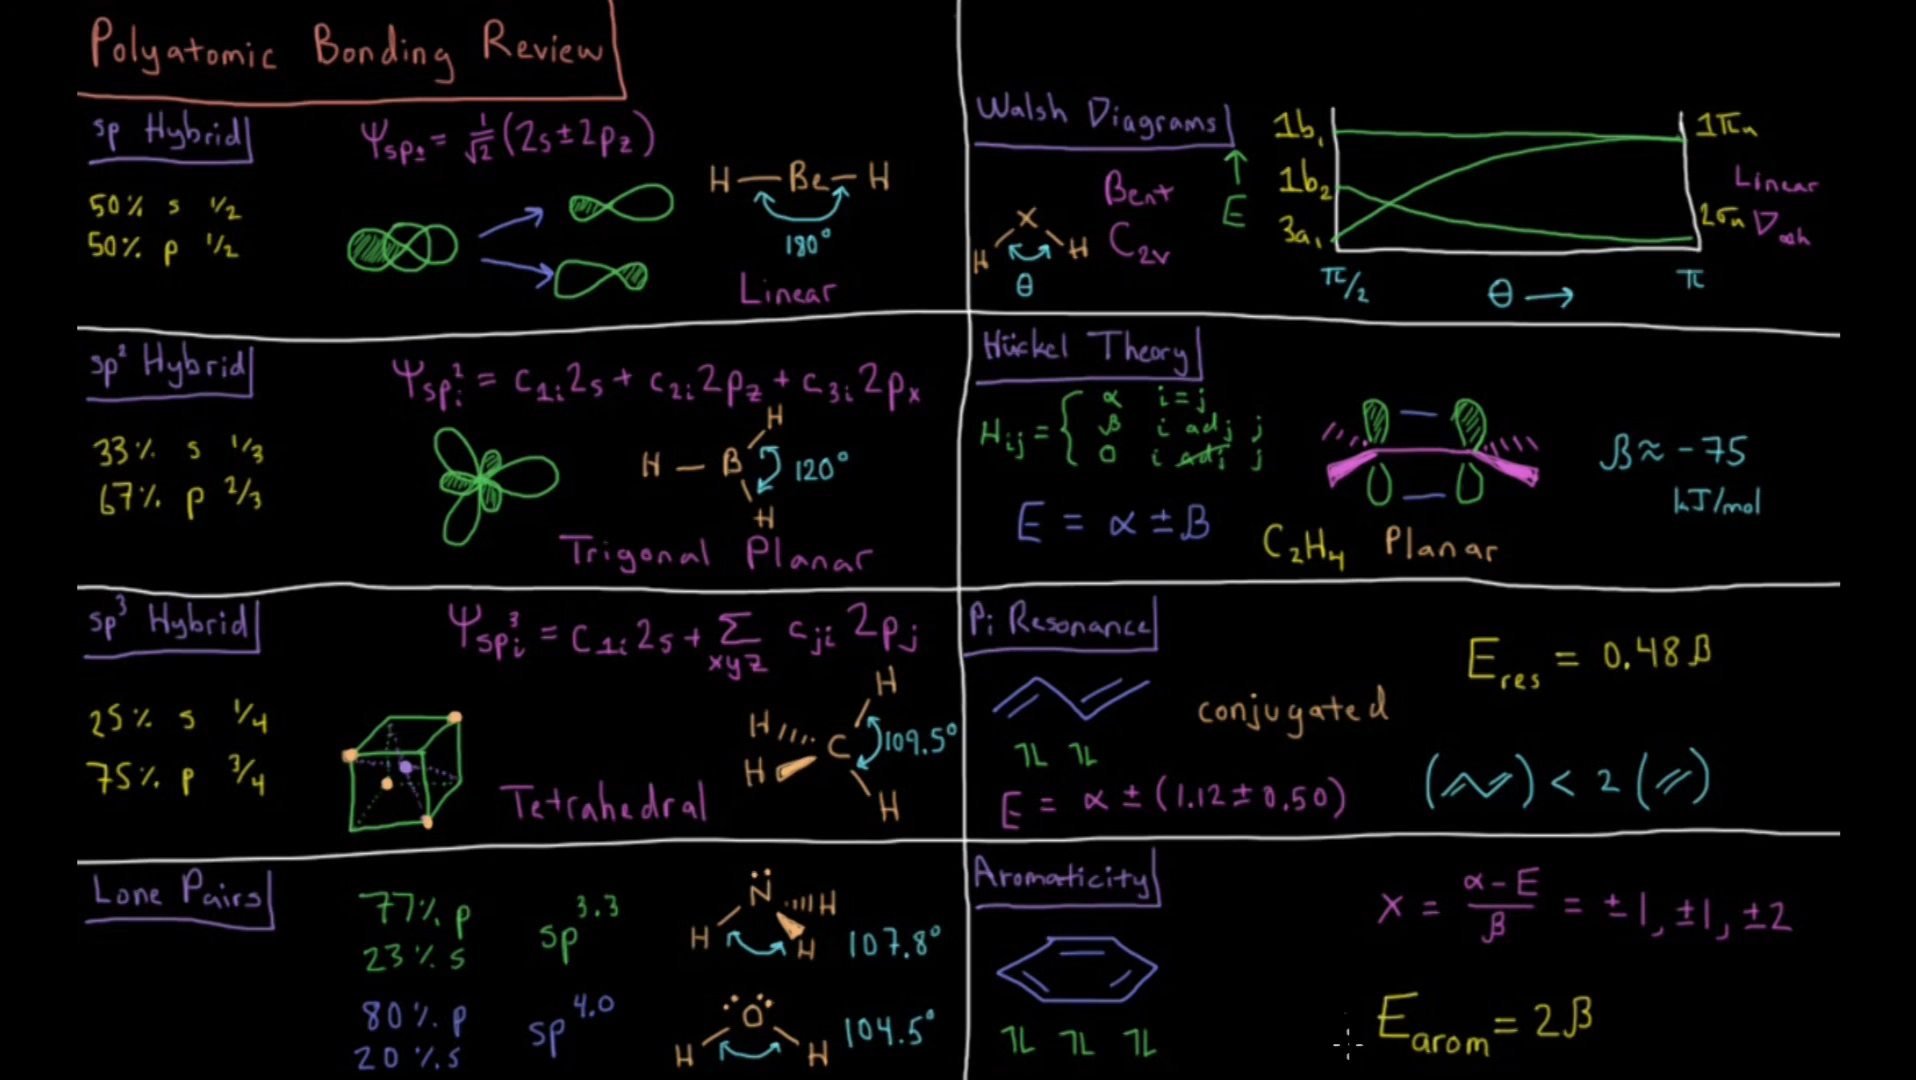 Polyatomic Bonding Review
sp Hybrid
Ψsp± = 1/√2 (2s ± 2pz)
50% s 1/2
50% p 1/2
H—Be—H
180°
Linear
sp² Hybrid
Ψsp²i = c1i 2s + c2i 2pz + c3i 2px
33% s 1/3
67% p 2/3
H
H — B
120°
H
Trigonal Planar
sp³ Hybrid
Ψsp³i = c1i 2s + Σxyz cji 2pj
25% s 1/4
75% p 3/4
H
H
C
109.5°
H
H
Tetrahedral
Lone Pairs
77% p
23% s
sp3.3
N
H
H
H
107.8°
80% p
20% s
sp4.0
O
H
H
104.5°
Walsh Diagrams
Bent
C2v
X
H
H
θ
E
1b1
1b2
3a1
1πu
Linear
2σu D∞h
π/2
θ →
π
Hückel Theory
Hij = {
α i = j
β i adj j
0 i adj j
E = α ± β
C2H4 Planar
β ≈ -75
kJ/mol
Pi Resonance
Eres = 0.48β
conjugated
E = α ± (1.12 ± 0.50)
( ) < 2 ( )
Aromaticity
x = α - E / β = ±1, ±1, ±2
Earom = 2β